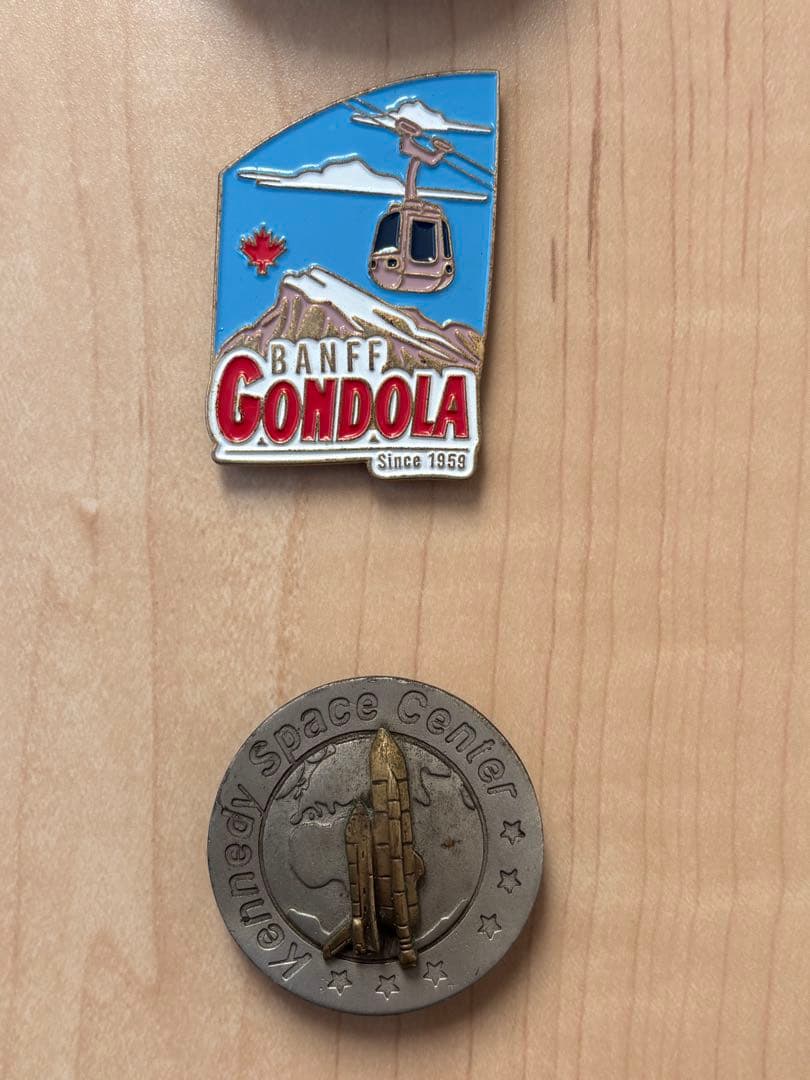 BANFF
GONDOLA
Since 1959
Kennedy Space Center